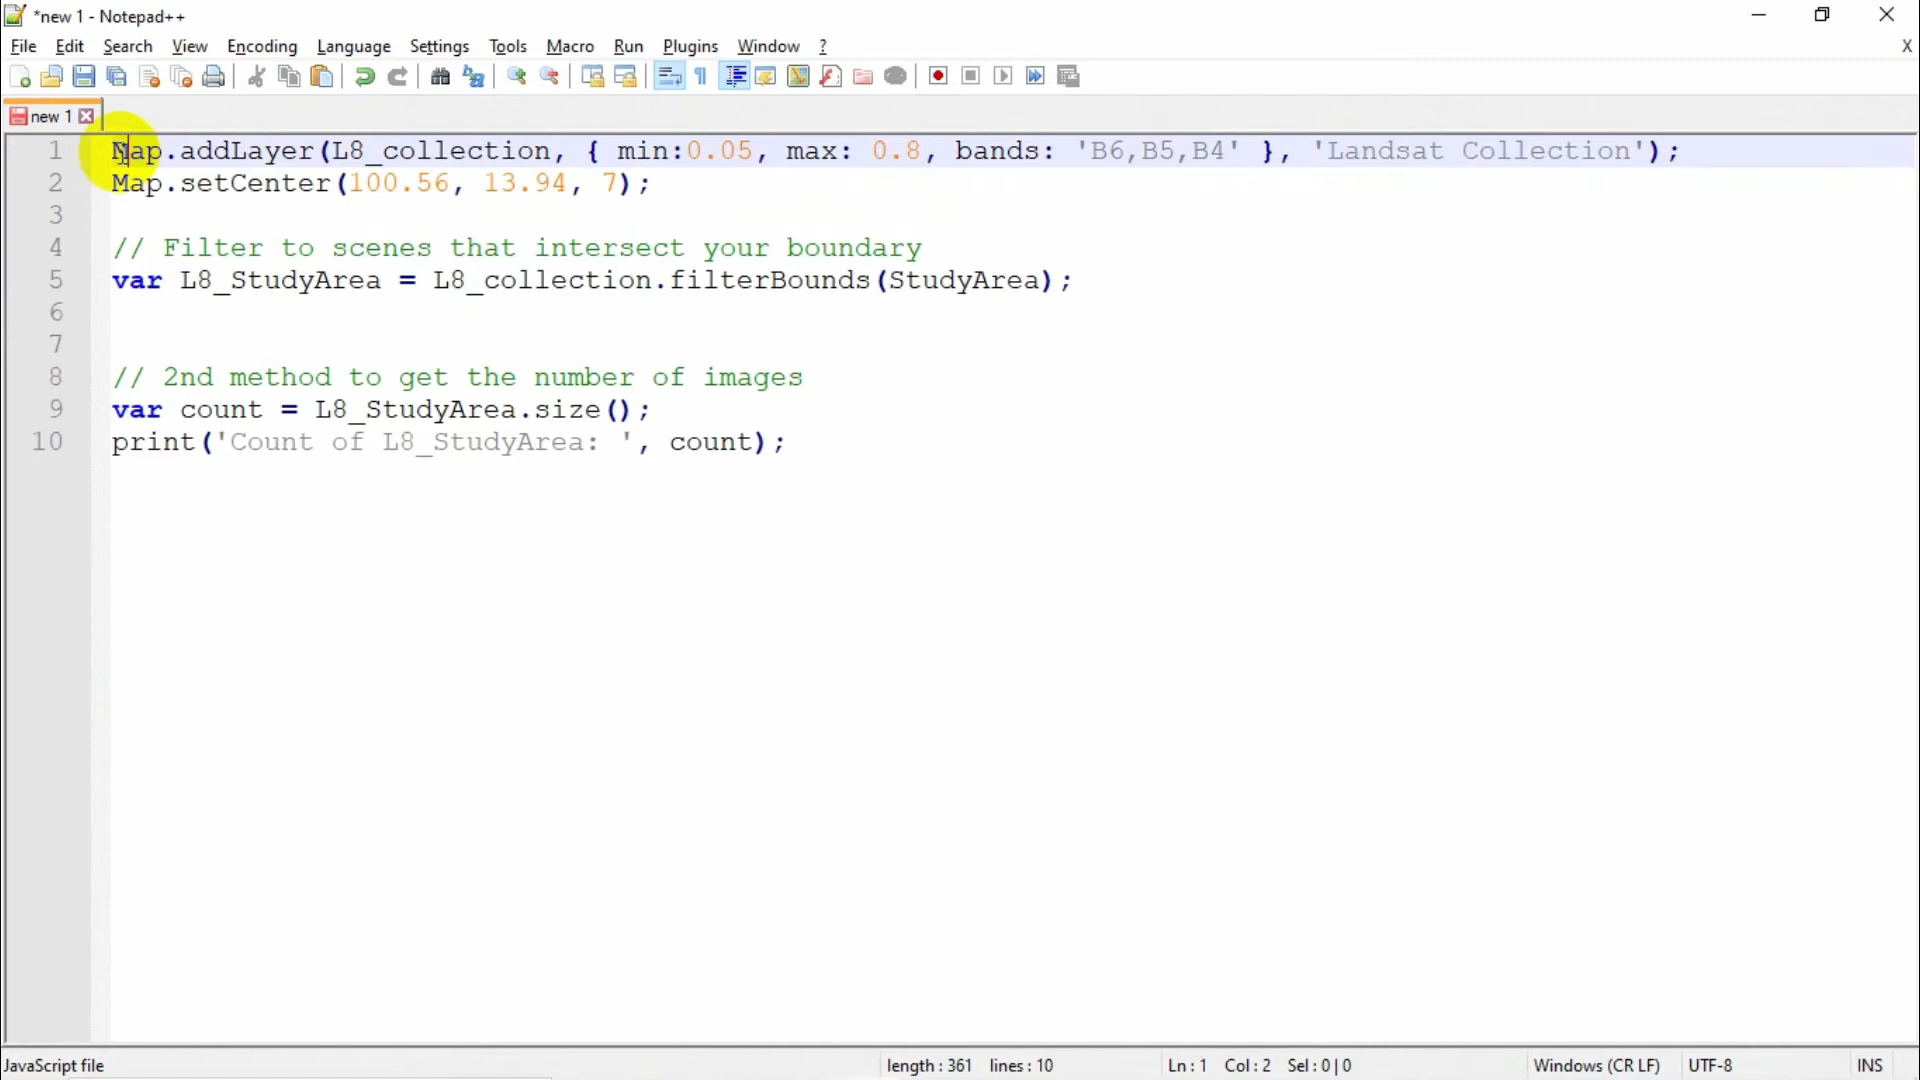 *new 1 - Notepad++
File Edit Search View Encoding Language Settings Tools Macro Run Plugins Window ? X
new 1
1 Map.addLayer(L8_collection, { min:0.05, max: 0.8, bands: 'B6,B5,B4' }, 'Landsat Collection');
2 Map.setCenter(100.56, 13.94, 7);
3
4 // Filter to scenes that intersect your boundary
5 var L8_StudyArea = L8_collection.filterBounds(StudyArea);
6
7
8 // 2nd method to get the number of images
9 var count = L8_StudyArea.size();
10 print('Count of L8_StudyArea: ', count);
JavaScript file length : 361 lines : 10 Ln : 1 Col : 2 Sel : 0 | 0 Windows (CR LF) UTF-8 INS